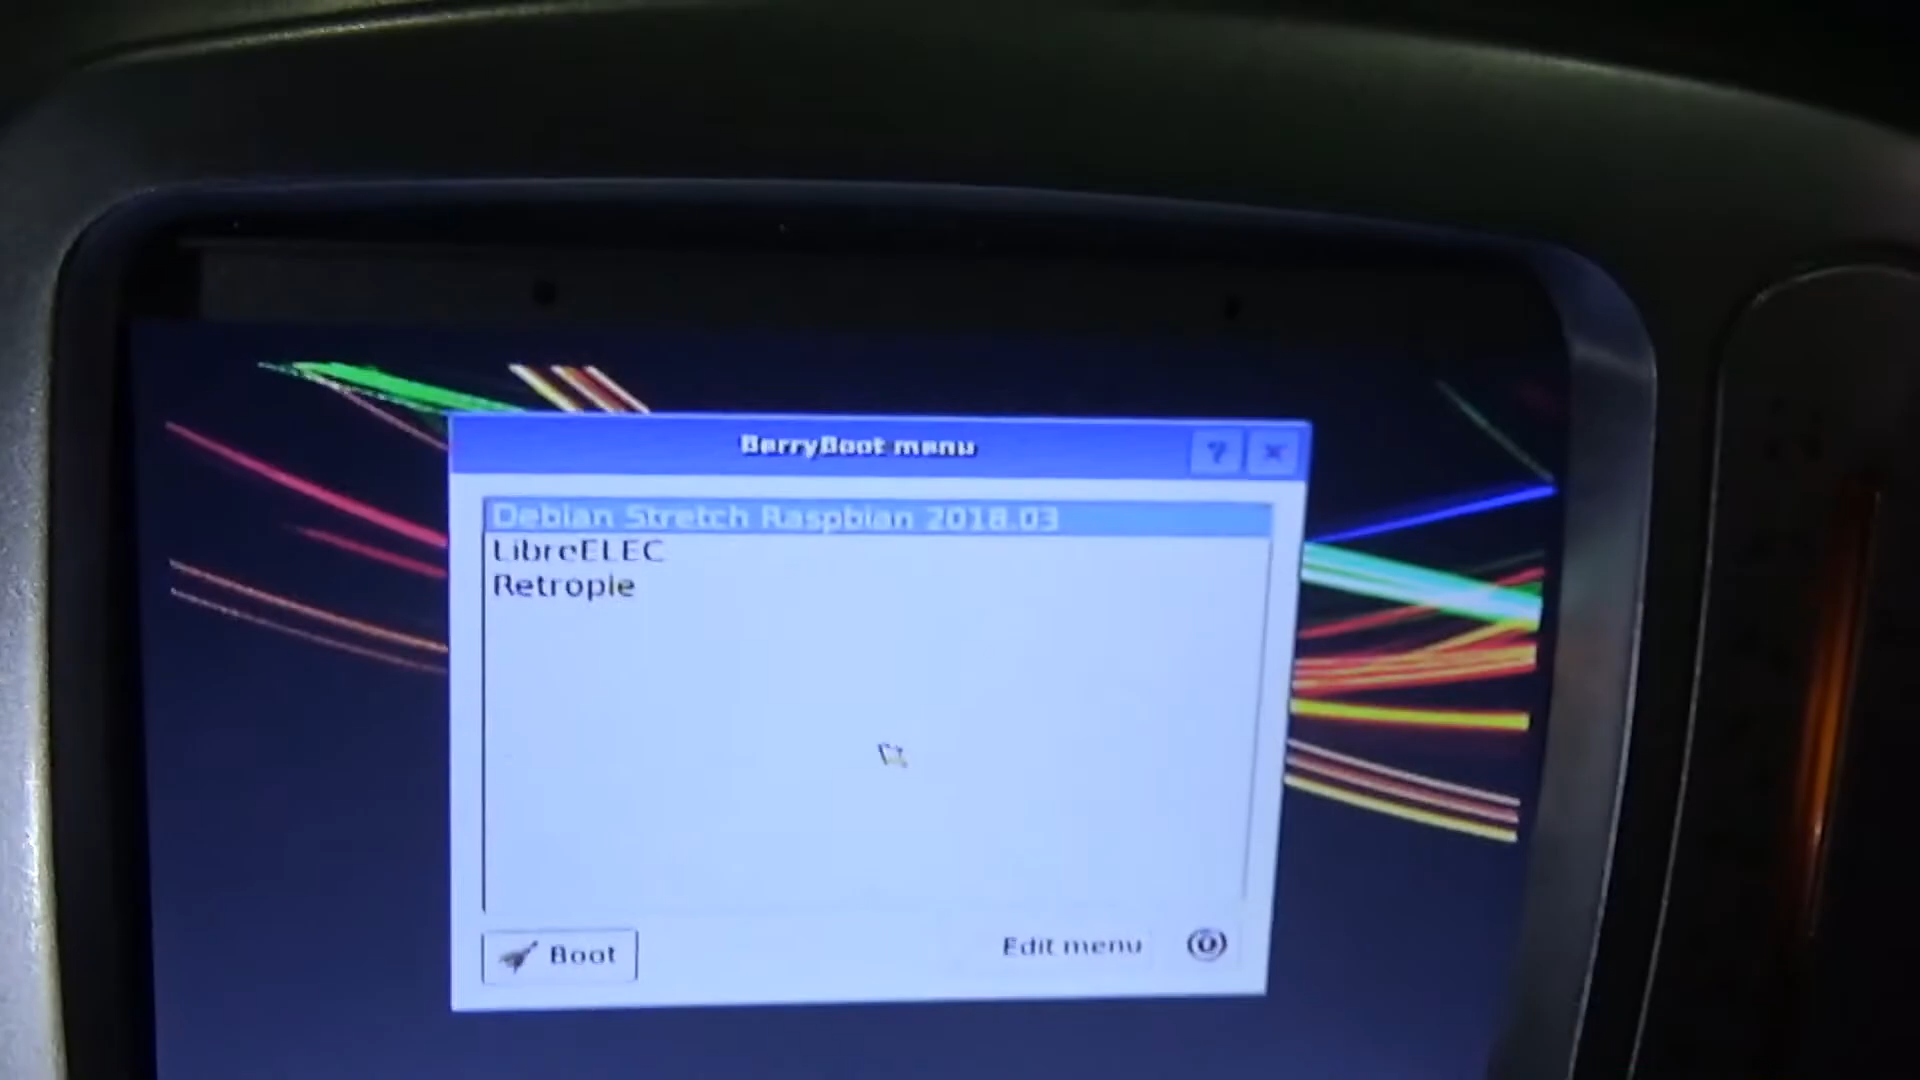 BerryBoot menu
Debian Stretch Raspbian 2018.03
LibreELEC
Retropie
Boot
Edit menu